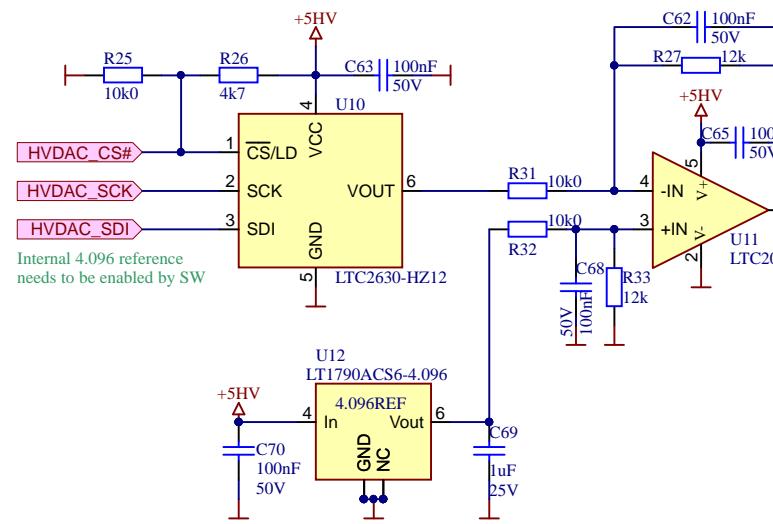 +5HV
C62
100nF
50V
R25
10k0
R26
4k7
C63
100nF
50V
R27
12k
U10
4
VCC
+5HV
C65
100
50V
HVDAC_CS#
1
CS/LD
HVDAC_SCK
2
SCK
VOUT
6
R31
10k0
4
-IN
5
V+
HVDAC_SDI
3
SDI
GND
5
R32
10k0
3
+IN
V-
2
U11
LTC20
Internal 4.096 reference
needs to be enabled by SW
LTC2630-HZ12
C68
50V
100nF
R33
12k
U12
LT1790ACS6-4.096
4.096REF
+5HV
4
In
Vout
6
GND
NC
C70
100nF
50V
C69
1uF
25V